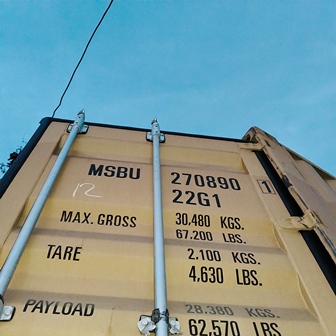 MSBU 270890 1
22G1
12
MAX. GROSS 30.480 KGS.
67.200 LBS.
TARE 2.100 KGS.
4.630 LBS.
PAYLOAD 28.380 KGS.
62.570 LBS.